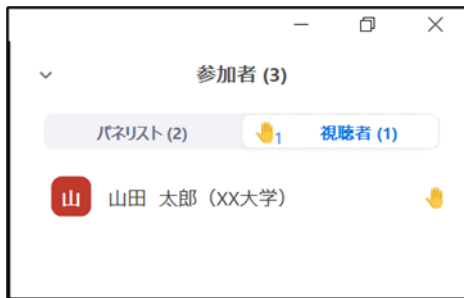 参加者 (3)
パネリスト (2) 1 視聴者 (1)
山 山田 太郎（XX大学）